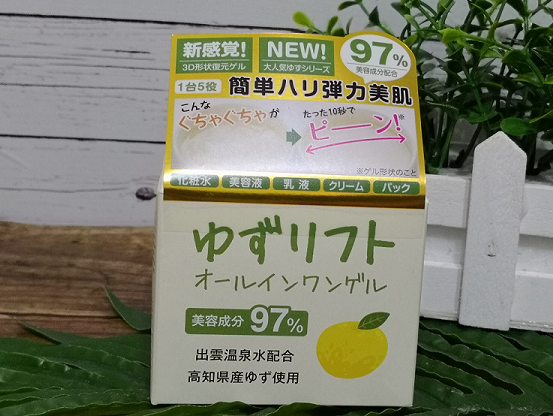 新感覚!
3D形状復元ゲル
NEW!
大人気ゆずシリーズ
97%
美容成分配合
1台5役
簡単ハリ弾力美肌
こんな
ぐちゃぐちゃが
たった10秒で
ピーーン!※
※ゲル形状のこと
化粧水
美容液
乳液
クリーム
パック
ゆずリフト
オールインワンゲル
美容成分97%
出雲温泉水配合
高知県産ゆず使用